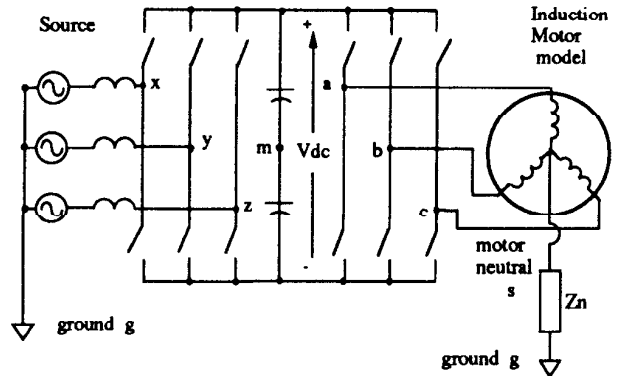 Source
Induction
Motor
model
+
x
a
y
m
Vdc
b
z
c
-
motor
neutral
s
Zn
ground g
ground g